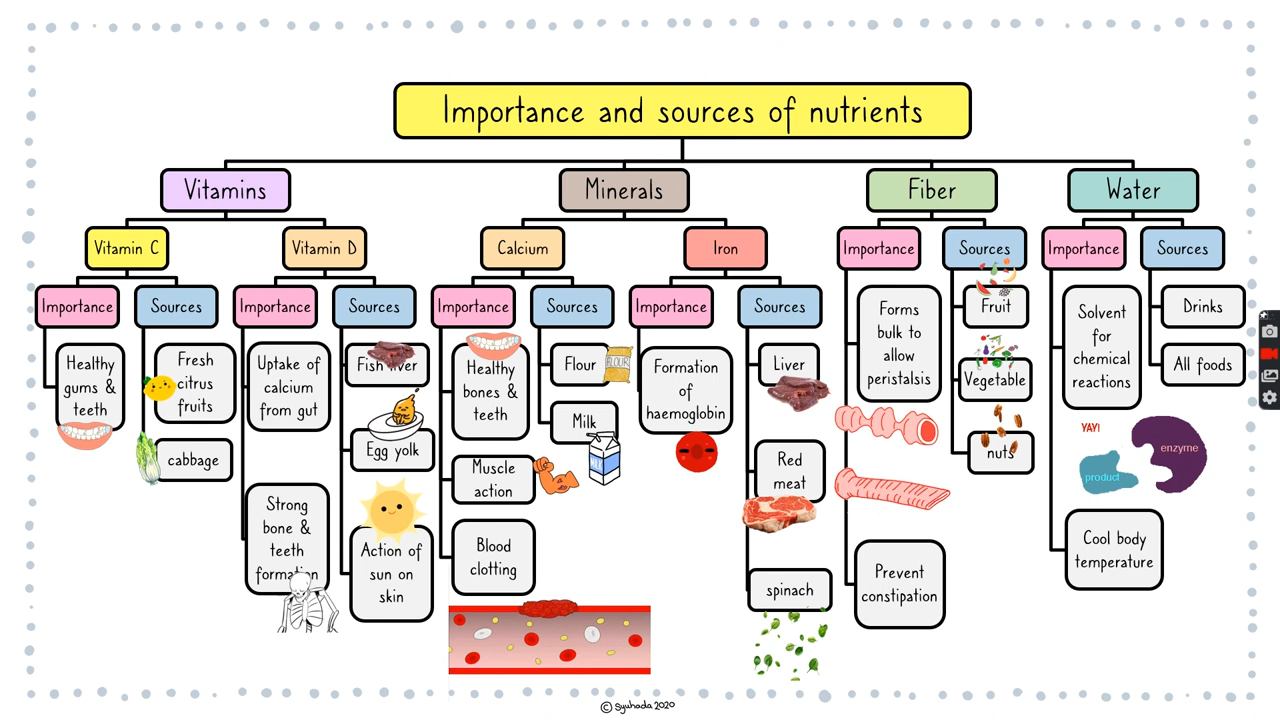 Importance and sources of nutrients
Vitamins
Minerals
Fiber
Water
Vitamin C
Vitamin D
Calcium
Iron
Importance
Sources
Importance
Sources
Importance
Sources
Importance
Sources
Importance
Sources
Importance
Sources
Healthy
gums &
teeth
Fresh
citrus
fruits
cabbage
Uptake of
calcium
from gut
Strong
bone &
teeth
formation
Fish liver
Egg yolk
Action of
sun on
skin
Healthy
bones &
teeth
Muscle
action
Blood
clotting
Flour
FLOUR
Milk
MILK
Formation
of
haemoglobin
Liver
Red
meat
spinach
Forms
bulk to
allow
peristalsis
Prevent
constipation
Fruit
Vegetable
nuts
Solvent
for
chemical
reactions
YAY!
product
enzyme
Cool body
temperature
Drinks
All foods
© Syuhada 2020